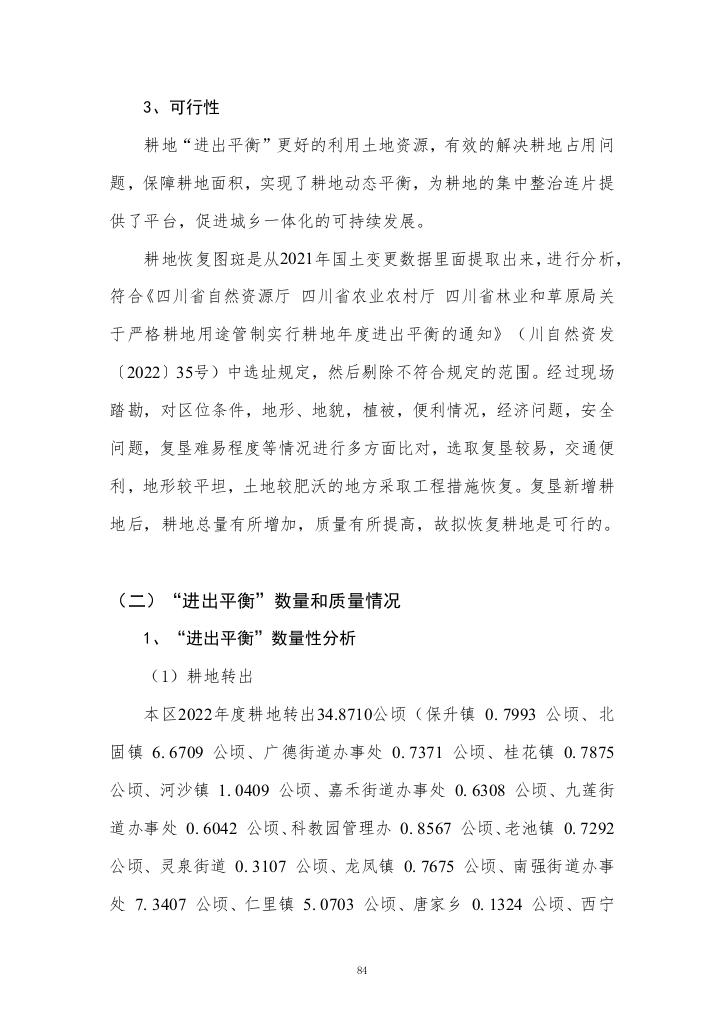 3、可行性
耕地“进出平衡”更好的利用土地资源，有效的解决耕地占用问
题，保障耕地面积，实现了耕地动态平衡，为耕地的集中整治连片提
供了平台，促进城乡一体化的可持续发展。
耕地恢复图斑是从2021年国土变更数据里面提取出来，进行分析，
符合《四川省自然资源厅 四川省农业农村厅 四川省林业和草原局关
于严格耕地用途管制实行耕地年度进出平衡的通知》（川自然资发
〔2022〕35号）中选址规定，然后剔除不符合规定的范围。经过现场
踏勘，对区位条件，地形、地貌，植被，便利情况，经济问题，安全
问题，复垦难易程度等情况进行多方面比对，选取复垦较易，交通便
利，地形较平坦，土地较肥沃的地方采取工程措施恢复。复垦新增耕
地后，耕地总量有所增加，质量有所提高，故拟恢复耕地是可行的。
（二）“进出平衡”数量和质量情况
1、“进出平衡”数量性分析
（1）耕地转出
本区2022年度耕地转出34.8710公顷（保升镇 0.7993 公顷、北
固镇 6.6709 公顷、广德街道办事处 0.7371 公顷、桂花镇 0.7875
公顷、河沙镇 1.0409 公顷、嘉禾街道办事处 0.6308 公顷、九莲街
道办事处 0.6042 公顷、科教园管理办 0.8567 公顷、老池镇 0.7292
公顷、灵泉街道 0.3107 公顷、龙凤镇 0.7675 公顷、南强街道办事
处 7.3407 公顷、仁里镇 5.0703 公顷、唐家乡 0.1324 公顷、西宁
84